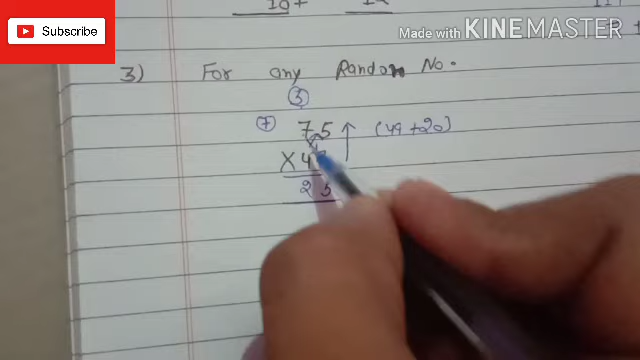 Subscribe
Made with KINEMASTER
3) For any Random No.
3
7 75 (49 + 20)
X 4
25